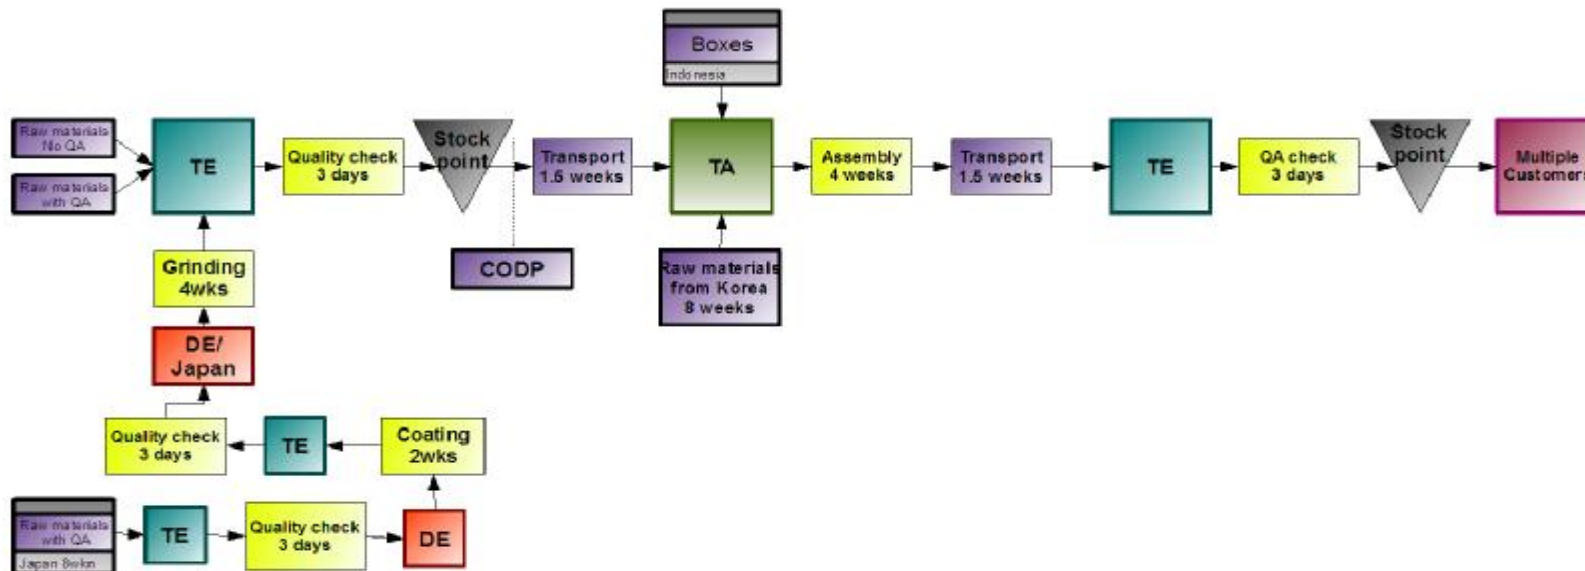 Boxes
Indonesia
Raw materials
No QA
Raw materials
with QA
TE
Quality check
3 days
Stock
point
Transport
1.5 weeks
TA
Assembly
4 weeks
Transport
1.5 weeks
TE
QA check
3 days
Stock
point
Multiple
Customers
CODP
Raw materials
from Korea
8 weeks
Grinding
4wks
DE/
Japan
Quality check
3 days
TE
Coating
2wks
Raw materials
with QA
Japan
TE
Quality check
3 days
DE